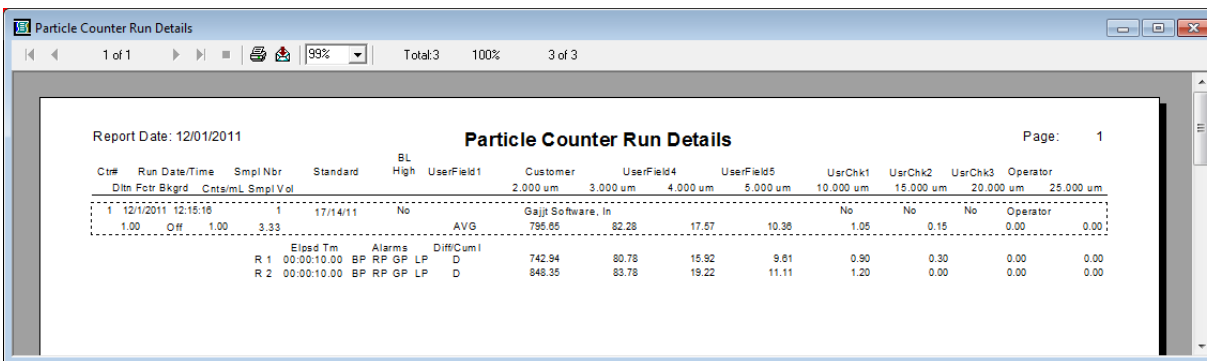 Particle Counter Run Details
1 of 1 99% Total:3 100% 3 of 3
Report Date: 12/01/2011 Particle Counter Run Details Page: 1
BL
Ctr# Run Date/Time Smpl Nbr Standard High UserField1 Customer UserField4 UserField5 UsrChk1 UsrChk2 UsrChk3 Operator
Dltn Fctr Bkgrd Cnts/mL Smpl Vol 2.000 um 3.000 um 4.000 um 5.000 um 10.000 um 15.000 um 20.000 um 25.000 um
1 12/1/2011 12:15:16 1 17/14/11 No Gajjt Software, In No No No Operator
1.00 Off 1.00 3.33 AVG 795.65 82.28 17.57 10.36 1.05 0.15 0.00 0.00
Elpsd Tm Alarms Diff/Cuml
R 1 00:00:10.00 BP RP GP LP D 742.94 80.78 15.92 9.61 0.90 0.30 0.00 0.00
R 2 00:00:10.00 BP RP GP LP D 848.35 83.78 19.22 11.11 1.20 0.00 0.00 0.00